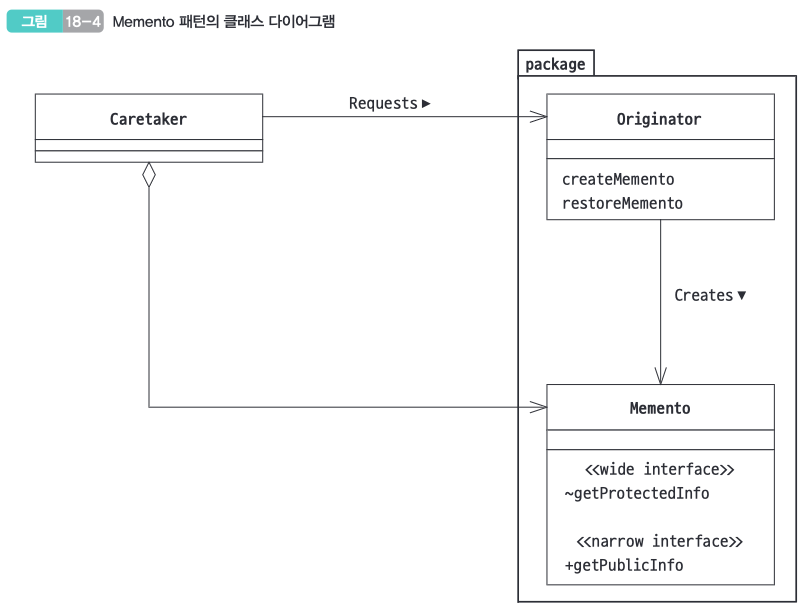 그림 18-4 Memento 패턴의 클래스 다이어그램
package
Caretaker
Requests ▶
Originator
createMemento
restoreMemento
Creates ▼
Memento
<<wide interface>>
~getProtectedInfo
<<narrow interface>>
+getPublicInfo